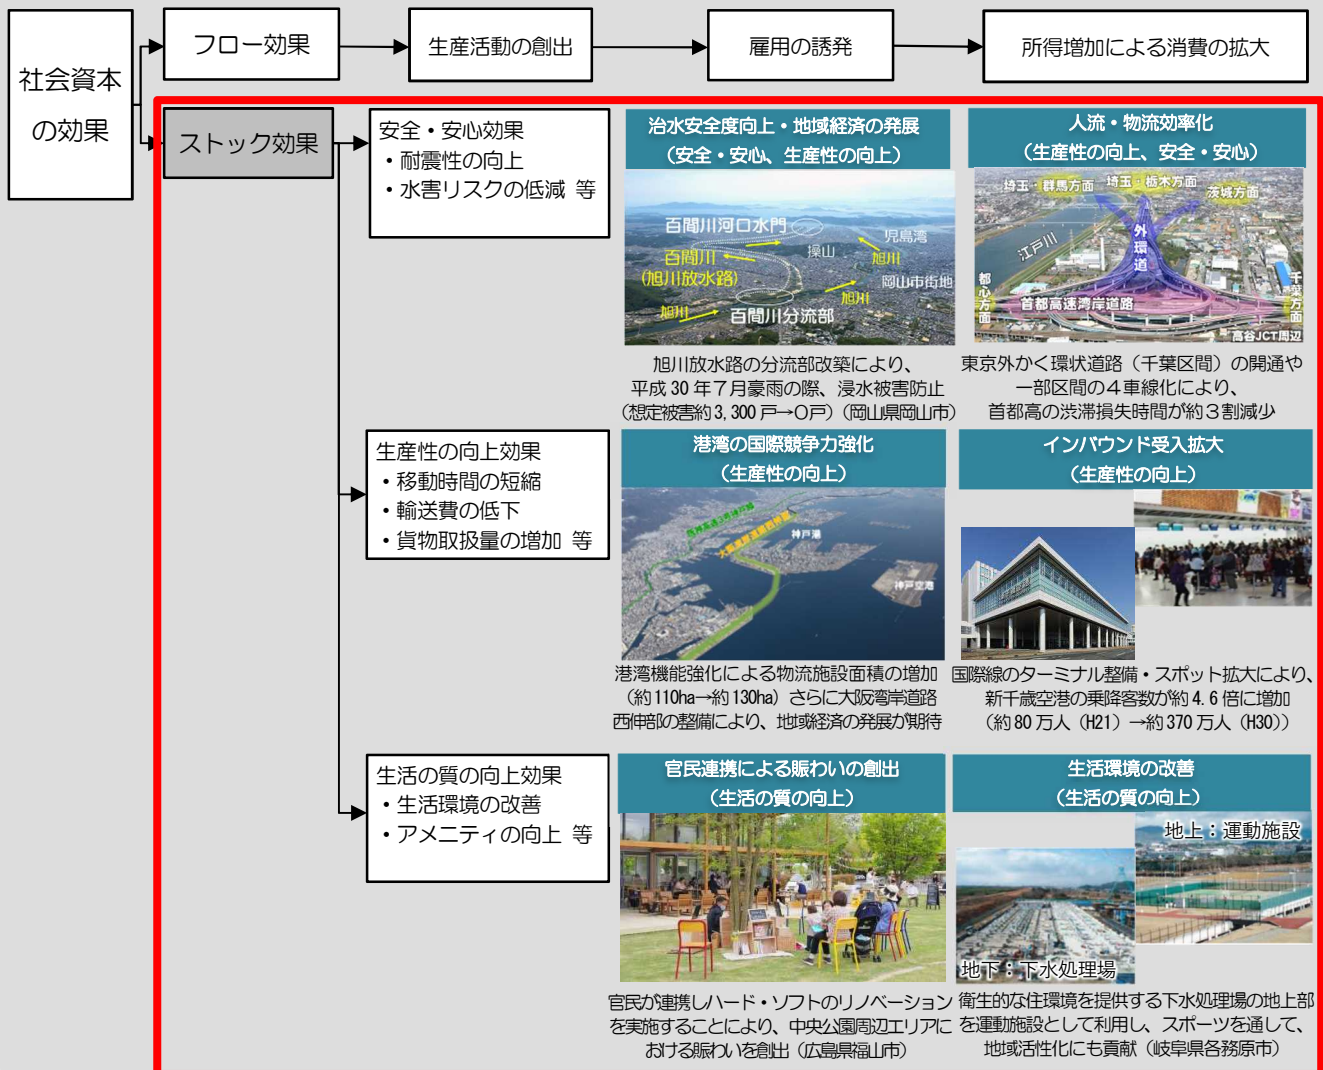 社会資本
の効果
フロー効果
生産活動の創出
雇用の誘発
所得増加による消費の拡大
ストック効果
安全・安心効果
・耐震性の向上
・水害リスクの低減 等
治水安全度向上・地域経済の発展
（安全・安心、生産性の向上）
百間川河口水門
児島湾
操山
百間川
(旭川放水路)
旭川
岡山市街地
旭川
旭川
百間川分流部
旭川放水路の分流部改築により、
平成30年7月豪雨の際、浸水被害防止
（想定被害約3,300戸→0戸）（岡山県岡山市）
人流・物流効率化
（生産性の向上、安全・安心）
埼玉・群馬方面
埼玉・栃木方面
茨城方面
江戸川
外環道
都心方面
首都高速湾岸道路
千葉方面
高谷JCT周辺
東京外かく環状道路（千葉区間）の開通や
一部区間の４車線化により、
首都高の渋滞損失時間が約３割減少
生産性の向上効果
・移動時間の短縮
・輸送費の低下
・貨物取扱量の増加 等
港湾の国際競争力強化
（生産性の向上）
神戸港
神戸空港
港湾機能強化による物流施設面積の増加
（約110ha→約130ha）さらに大阪湾岸道路
西伸部の整備により、地域経済の発展が期待
インバウンド受入拡大
（生産性の向上）
国際線のターミナル整備・スポット拡大により、
新千歳空港の乗降客数が約4.6倍に増加
（約80万人（H21）→約370万人（H30））
生活の質の向上効果
・生活環境の改善
・アメニティの向上 等
官民連携による賑わいの創出
（生活の質の向上）
官民が連携しハード・ソフトのリノベーション
を実施することにより、中央公園周辺エリアに
おける賑わいを創出（広島県福山市）
生活環境の改善
（生活の質の向上）
地上：運動施設
地下：下水処理場
衛生的な住環境を提供する下水処理場の地上部
を運動施設として利用し、スポーツを通して、
地域活性化にも貢献（岐阜県各務原市）